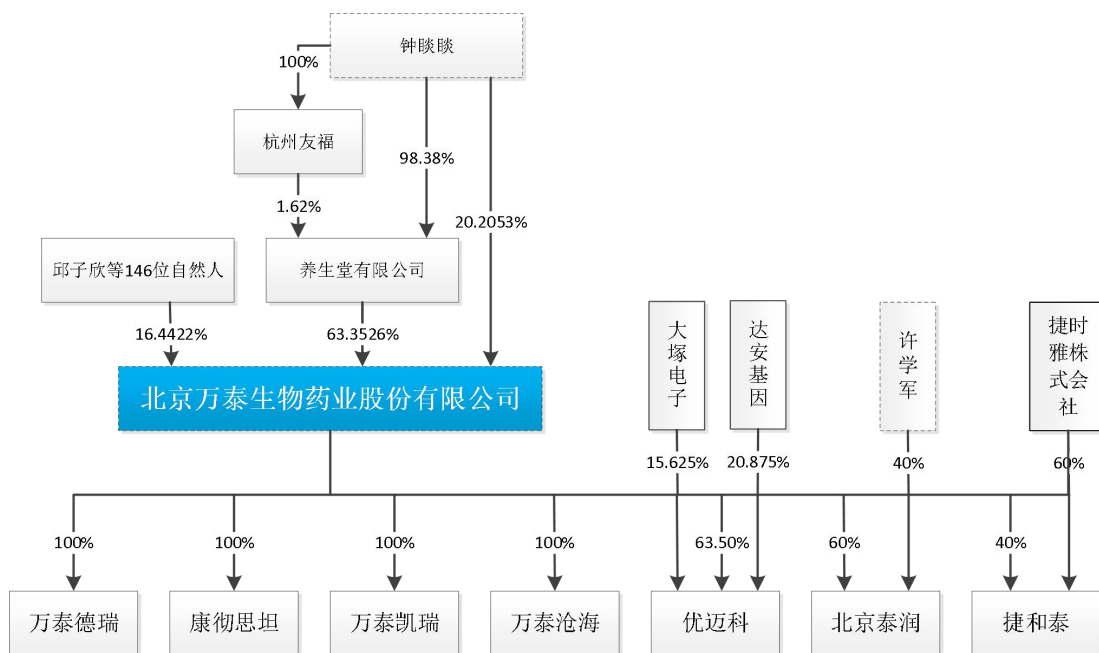 钟睒睒
100%
杭州友福
98.38%
1.62%
20.2053%
邱子欣等146位自然人
养生堂有限公司
16.4422%
63.3526%
大塚电子
达安基因
许学军
捷时雅株式会社
北京万泰生物药业股份有限公司
15.625%
20.875%
40%
60%
100%
100%
100%
100%
63.50%
60%
40%
万泰德瑞
康彻思坦
万泰凯瑞
万泰沧海
优迈科
北京泰润
捷和泰